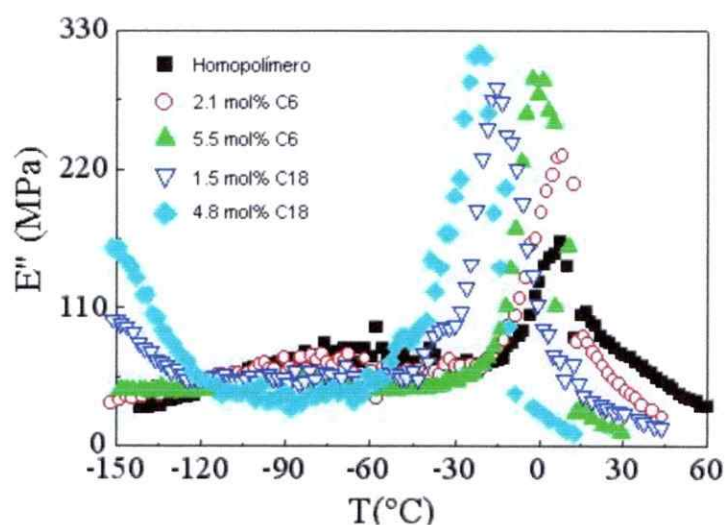 330
220
110
0
E" (MPa)
Homopolímero
2.1 mol% C6
5.5 mol% C6
1.5 mol% C18
4.8 mol% C18
-150 -120 -90 -60 -30 0 30 60
T(°C)